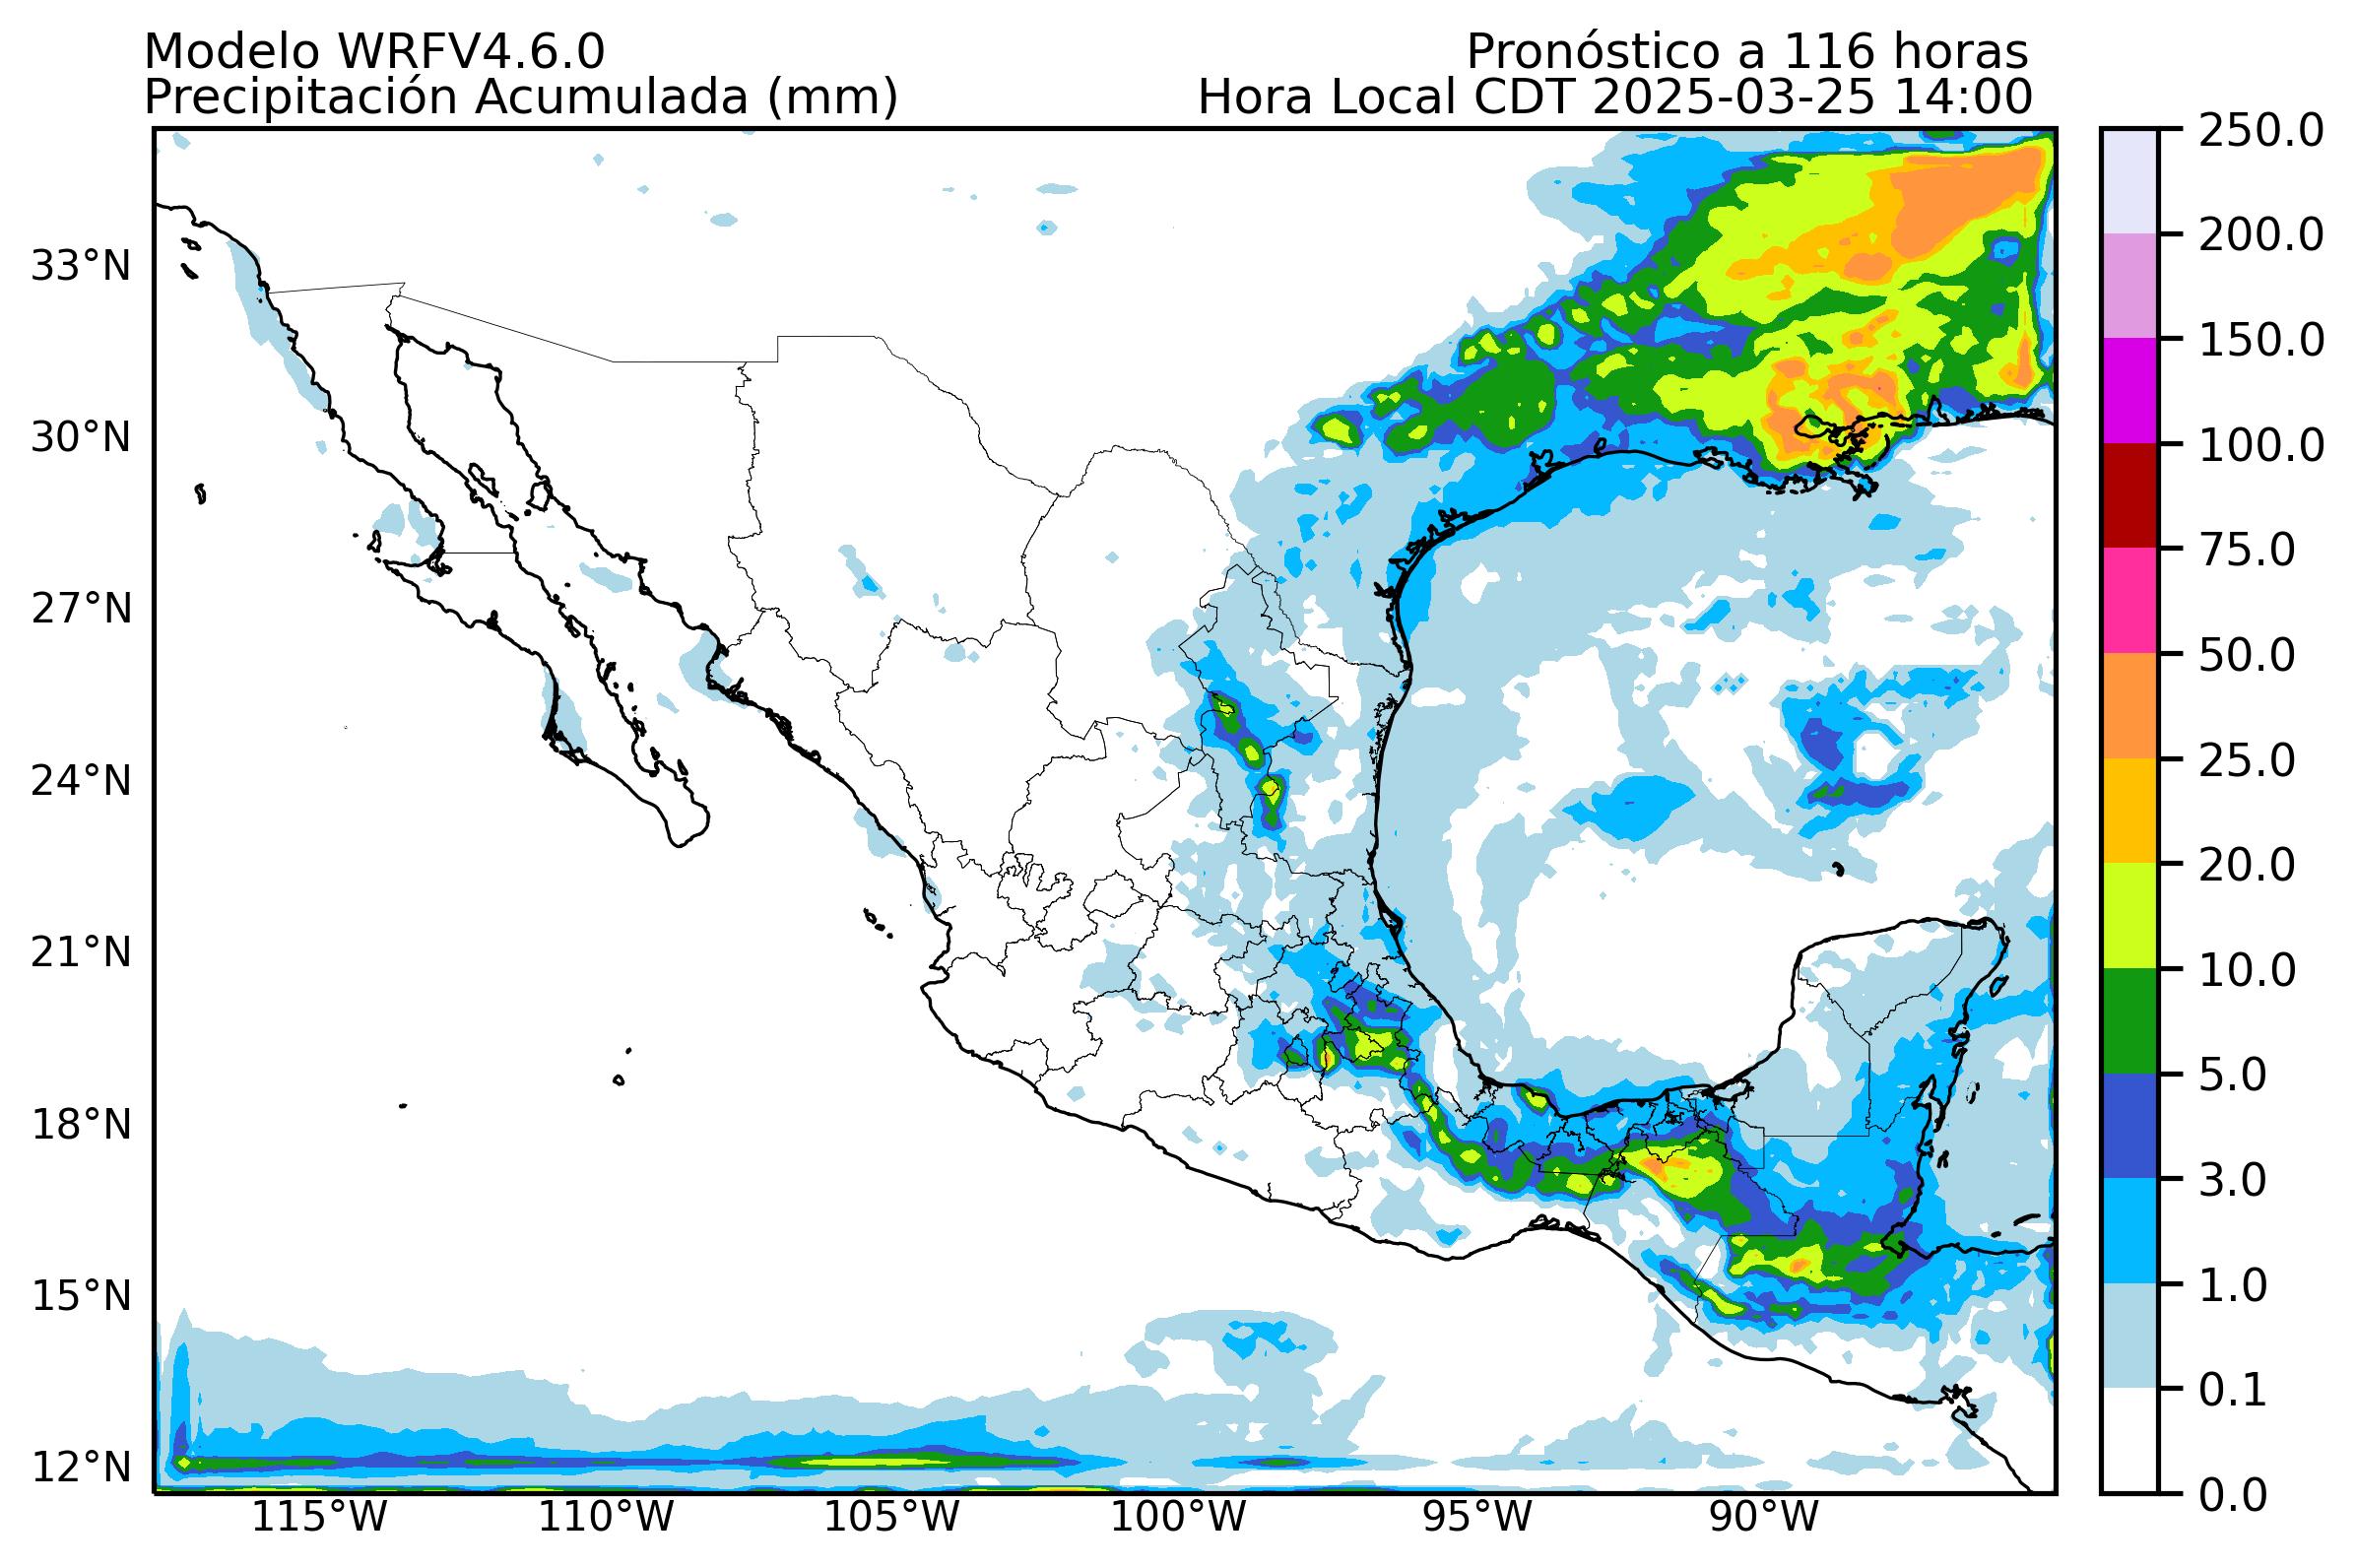 Modelo WRFV4.6.0
Pronóstico a 116 horas
Precipitación Acumulada (mm)
Hora Local CDT 2025-03-25 14:00
33°N
30°N
27°N
24°N
21°N
18°N
15°N
12°N
115°W
110°W
105°W
100°W
95°W
90°W
250.0
200.0
150.0
100.0
75.0
50.0
25.0
20.0
10.0
5.0
3.0
1.0
0.1
0.0